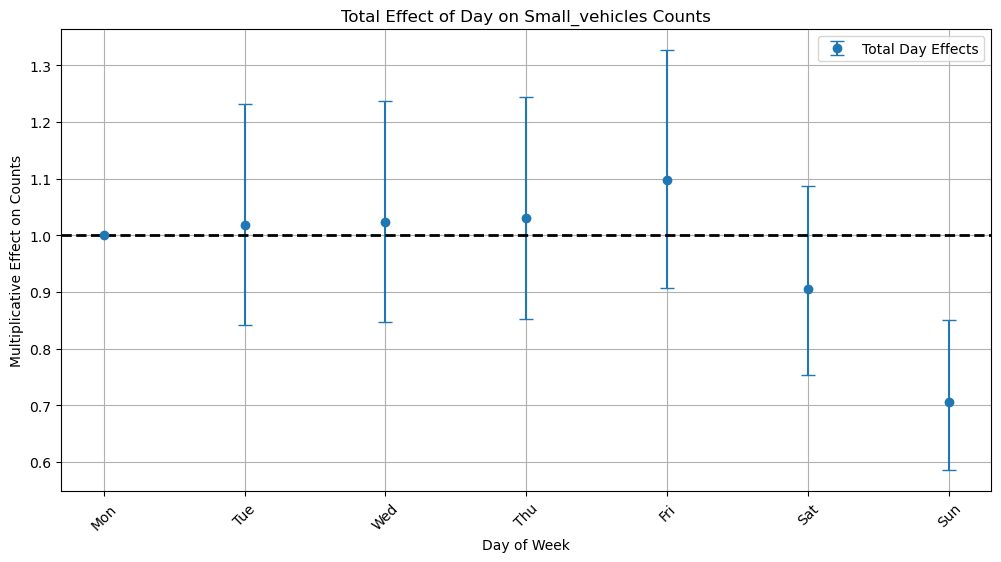 Total Effect of Day on Small_vehicles Counts
Total Day Effects
Multiplicative Effect on Counts
1.3
1.2
1.1
1.0
0.9
0.8
0.7
0.6
Mon
Tue
Wed
Thu
Fri
Sat
Sun
Day of Week